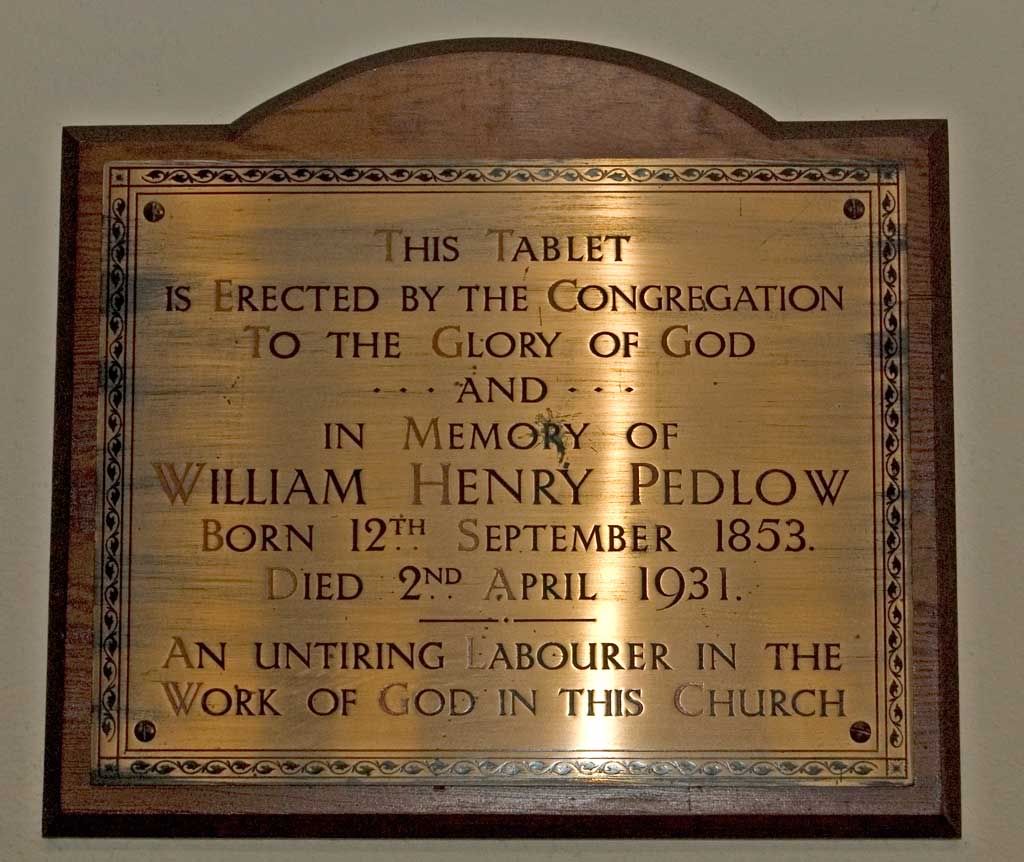 This Tablet
is Erected by the Congregation
To the Glory of God
···· and ····
in Memory of
William Henry Pedlow
Born 12th September 1853.
Died 2nd April 1931.
An untiring Labourer in the
Work of God in this Church